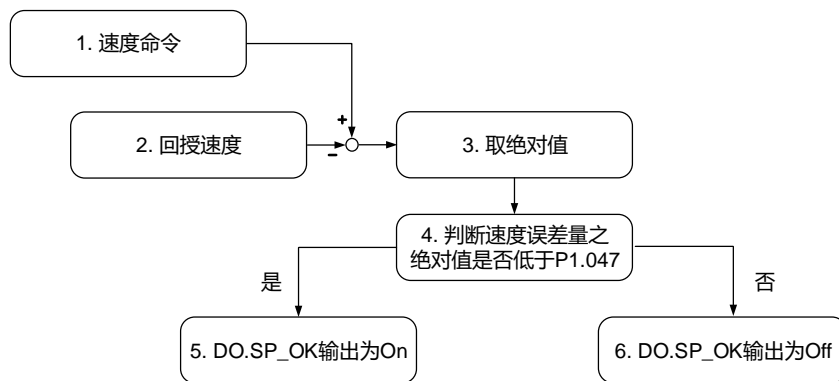 1. 速度命令
+
2. 回授速度
−
3. 取绝对值
4. 判断速度误差量之
绝对值是否低于P1.047
是
否
5. DO.SP_OK输出为On
6. DO.SP_OK输出为Off